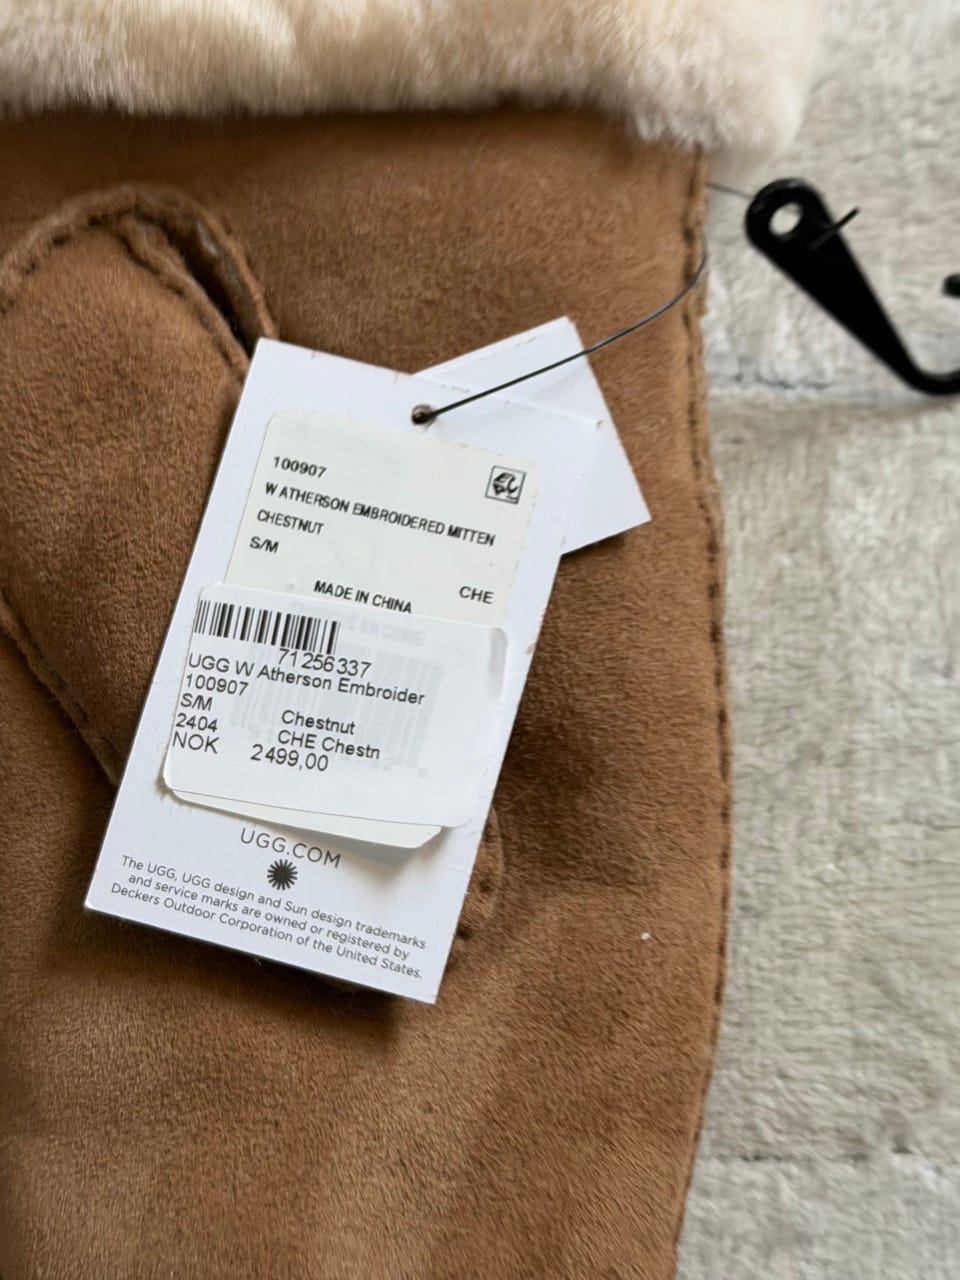 100907
W ATHERSON EMBROIDERED MITTEN
CHESTNUT
S/M
MADE IN CHINA CHE
71256337
UGG W Atherson Embroider
100907
S/M Chestnut
2404 CHE Chestn
NOK 2499,00
UGG.COM
The UGG, UGG design and Sun design trademarks
and service marks are owned or registered by
Deckers Outdoor Corporation of the United States.